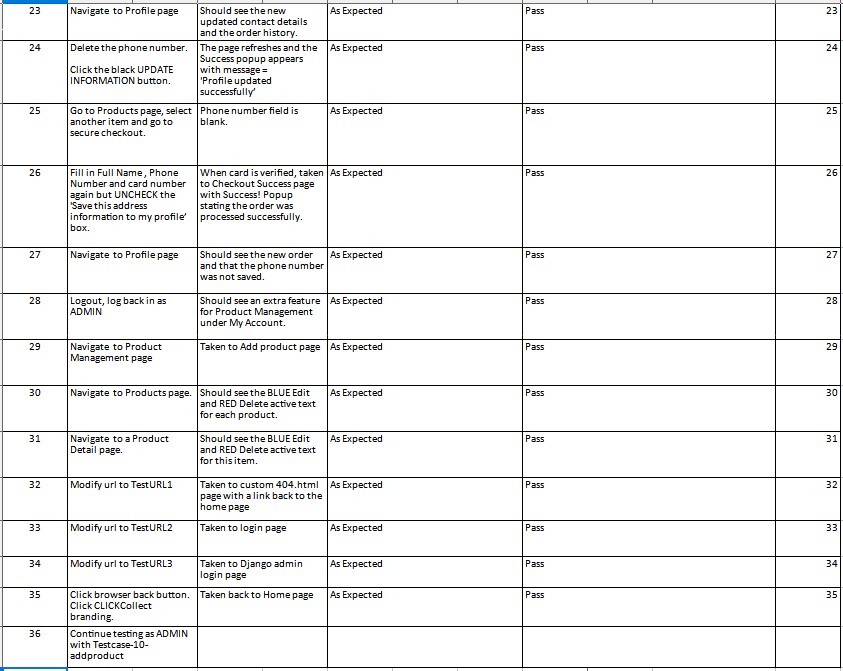 23 Navigate to Profile page Should see the new As Expected Pass 23
updated contact details
and the order history.
24 Delete the phone number. The page refreshes and the As Expected Pass 24
Success popup appears
Click the black UPDATE with message =
INFORMATION button. 'Profile updated
successfully'
25 Go to Products page, select Phone number field is As Expected Pass 25
another item and go to blank.
secure checkout.
26 Fill in Full Name, Phone When card is verified, taken As Expected Pass 26
Number and card number to Checkout Success page
again but UNCHECK the with Success! Popup
'Save this address stating the order was
information to my profile' processed successfully.
box.
27 Navigate to Profile page Should see the new order As Expected Pass 27
and that the phone number
was not saved.
28 Logout, log back in as Should see an extra feature As Expected Pass 28
ADMIN for Product Management
under My Account.
29 Navigate to Product Taken to Add product page As Expected Pass 29
Management page
30 Navigate to Products page. Should see the BLUE Edit As Expected Pass 30
and RED Delete active text
for each product.
31 Navigate to a Product Should see the BLUE Edit As Expected Pass 31
Detail page. and RED Delete active text
for this item.
32 Modify url to TestURL1 Taken to custom 404.html As Expected Pass 32
page with a link back to the
home page
33 Modify url to TestURL2 Taken to login page As Expected Pass 33
34 Modify url to TestURL3 Taken to Django admin As Expected Pass 34
login page
35 Click browser back button. Taken back to Home page As Expected Pass 35
Click CLICKCollect
branding.
36 Continue testing as ADMIN
with Testcase-10-
addproduct